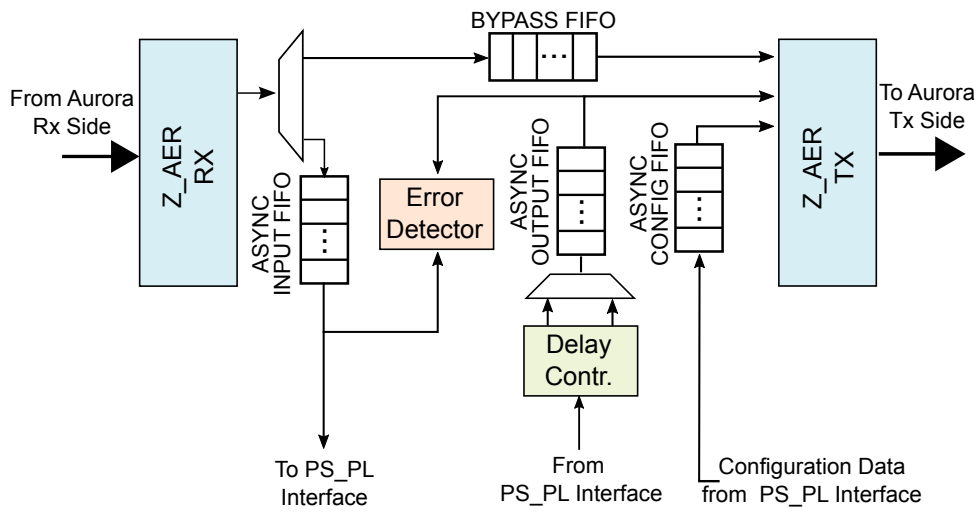 BYPASS FIFO
From Aurora
Rx Side
Z_AER
RX
ASYNC
INPUT FIFO
Error
Detector
ASYNC
OUTPUT FIFO
ASYNC
CONFIG FIFO
Z_AER
TX
To Aurora
Tx Side
Delay
Contr.
To PS_PL
Interface
From
PS_PL Interface
Configuration Data
from PS_PL Interface